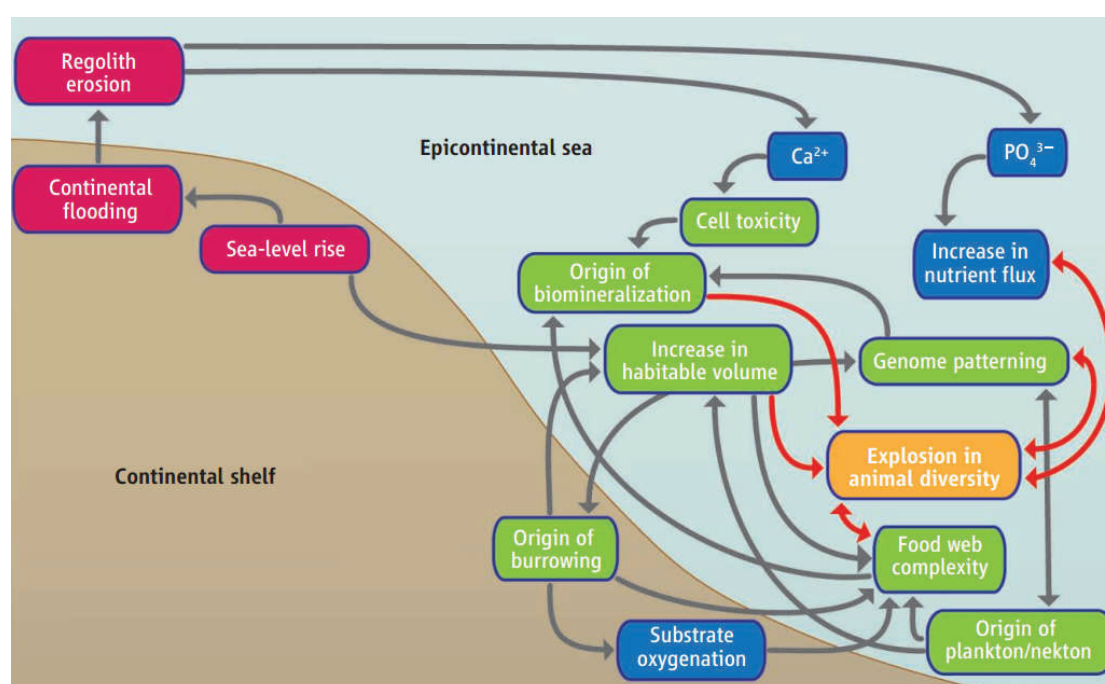 Regolith
erosion
Epicontinental sea
Ca²⁺
PO₄³⁻
Continental
flooding
Cell toxicity
Sea-level rise
Increase in
nutrient flux
Origin of
biomineralization
Increase in
habitable volume
Genome patterning
Continental shelf
Explosion in
animal diversity
Origin of
burrowing
Food web
complexity
Substrate
oxygenation
Origin of
plankton/nekton